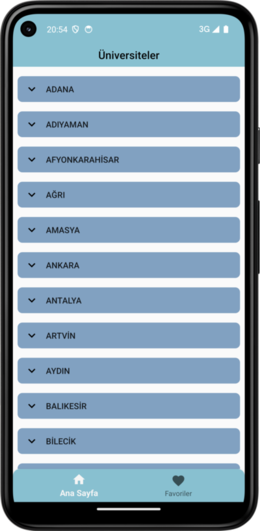 20:54
3G
Üniversiteler
ADANA
ADIYAMAN
AFYONKARAHİSAR
AĞRI
AMASYA
ANKARA
ANTALYA
ARTVİN
AYDIN
BALIKESİR
BİLECİK
Ana Sayfa
Favoriler